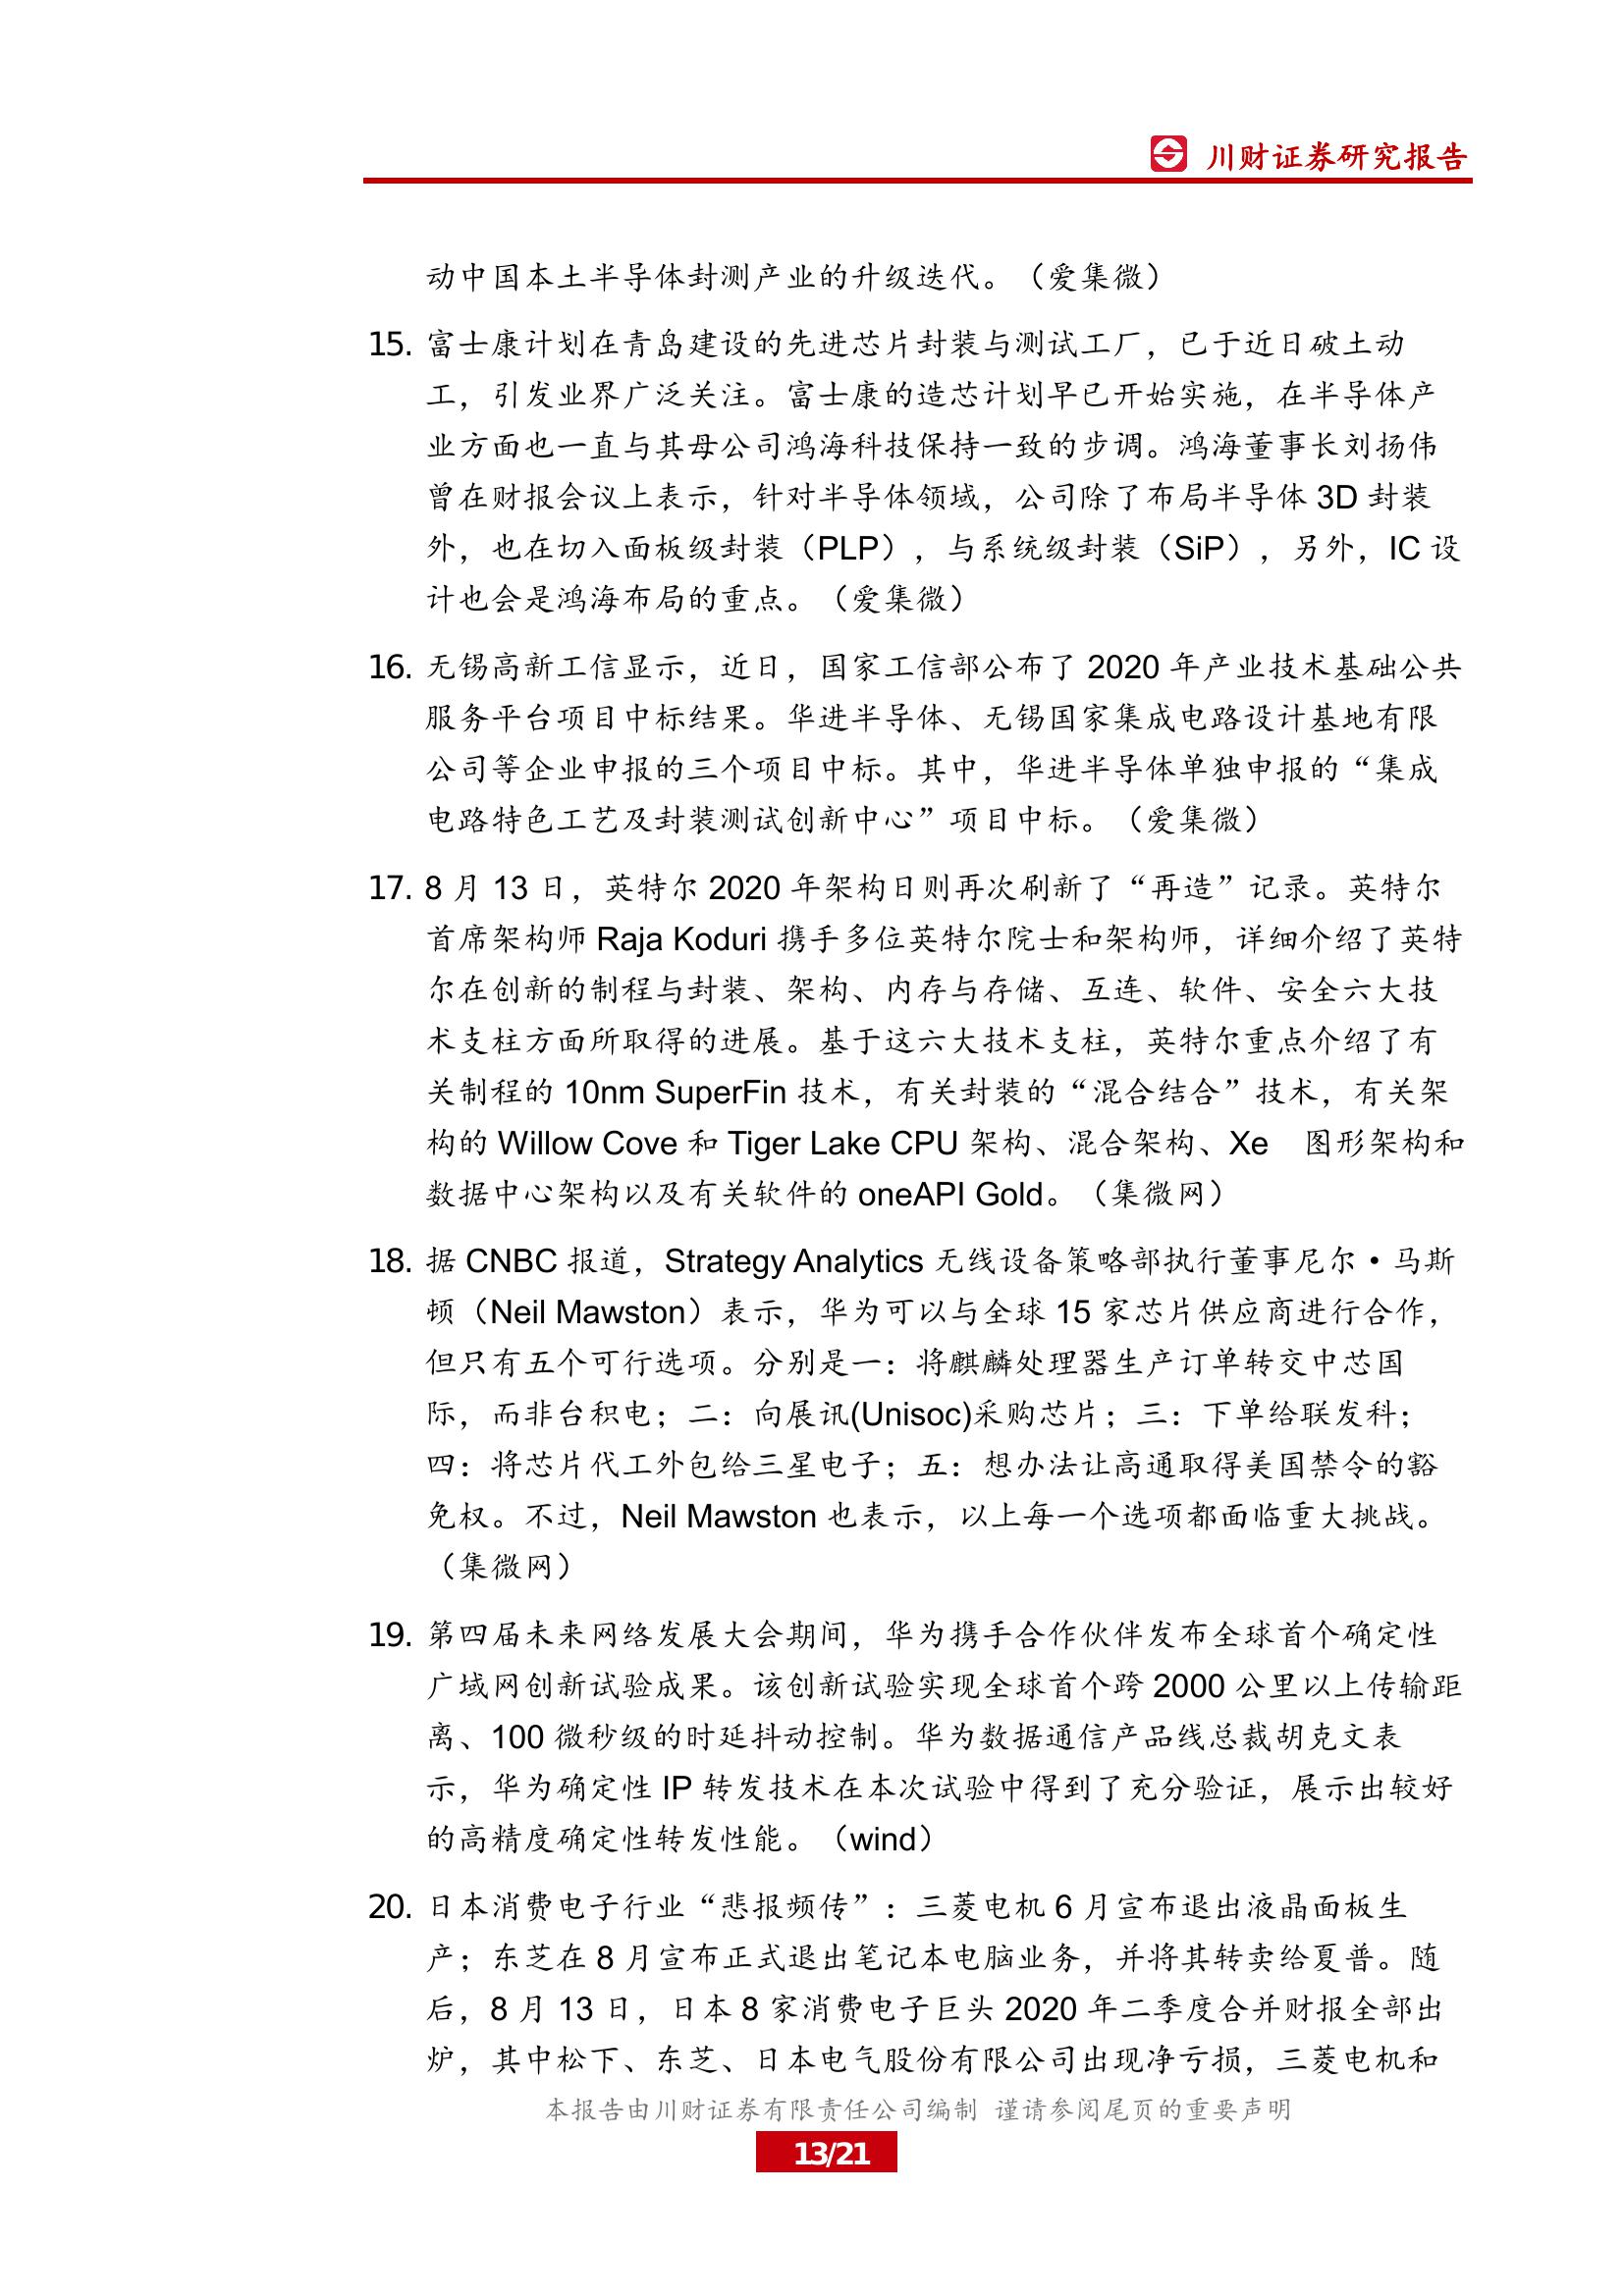 川财证券研究报告
动中国本土半导体封测产业的升级迭代。（爱集微）
15. 富士康计划在青岛建设的先进芯片封装与测试工厂，已于近日破土动
工，引发业界广泛关注。富士康的造芯计划早已开始实施，在半导体产
业方面也一直与其母公司鸿海科技保持一致的步调。鸿海董事长刘扬伟
曾在财报会议上表示，针对半导体领域，公司除了布局半导体 3D 封装
外，也在切入面板级封装（PLP），与系统级封装（SiP），另外，IC 设
计也会是鸿海布局的重点。（爱集微）
16. 无锡高新工信显示，近日，国家工信部公布了 2020 年产业技术基础公共
服务平台项目中标结果。华进半导体、无锡国家集成电路设计基地有限
公司等企业申报的三个项目中标。其中，华进半导体单独申报的“集成
电路特色工艺及封装测试创新中心”项目中标。（爱集微）
17. 8 月 13 日，英特尔 2020 年架构日则再次刷新了“再造”记录。英特尔
首席架构师 Raja Koduri 携手多位英特尔院士和架构师，详细介绍了英特
尔在创新的制程与封装、架构、内存与存储、互连、软件、安全六大技
术支柱方面所取得的进展。基于这六大技术支柱，英特尔重点介绍了有
关制程的 10nm SuperFin 技术，有关封装的“混合结合”技术，有关架
构的 Willow Cove 和 Tiger Lake CPU 架构、混合架构、Xe 图形架构和
数据中心架构以及有关软件的 oneAPI Gold。（集微网）
18. 据 CNBC 报道，Strategy Analytics 无线设备策略部执行董事尼尔·马斯
顿（Neil Mawston）表示，华为可以与全球 15 家芯片供应商进行合作，
但只有五个可行选项。分别是一：将麒麟处理器生产订单转交中芯国
际，而非台积电；二：向展讯(Unisoc)采购芯片；三：下单给联发科；
四：将芯片代工外包给三星电子；五：想办法让高通取得美国禁令的豁
免权。不过，Neil Mawston 也表示，以上每一个选项都面临重大挑战。
（集微网）
19. 第四届未来网络发展大会期间，华为携手合作伙伴发布全球首个确定性
广域网创新试验成果。该创新试验实现全球首个跨 2000 公里以上传输距
离、100 微秒级的时延抖动控制。华为数据通信产品线总裁胡克文表
示，华为确定性 IP 转发技术在本次试验中得到了充分验证，展示出较好
的高精度确定性转发性能。（wind）
20. 日本消费电子行业“悲报频传”：三菱电机 6 月宣布退出液晶面板生
产；东芝在 8 月宣布正式退出笔记本电脑业务，并将其转卖给夏普。随
后，8 月 13 日，日本 8 家消费电子巨头 2020 年二季度合并财报全部出
炉，其中松下、东芝、日本电气股份有限公司出现净亏损，三菱电机和
本报告由川财证券有限责任公司编制 谨请参阅尾页的重要声明
13/21